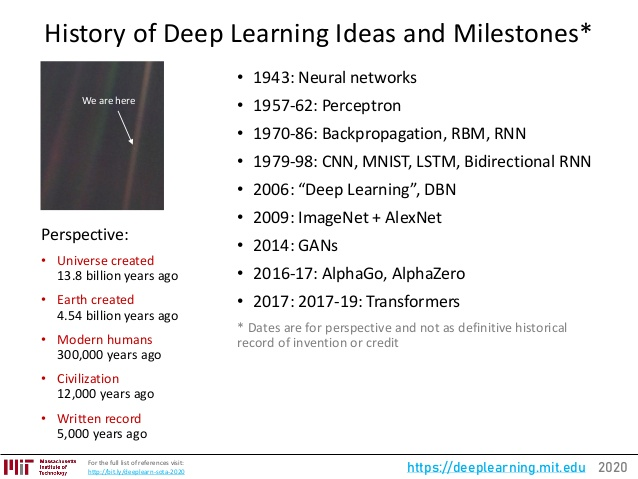 History of Deep Learning Ideas and Milestones*
We are here
Perspective:
• Universe created
13.8 billion years ago
• Earth created
4.54 billion years ago
• Modern humans
300,000 years ago
• Civilization
12,000 years ago
• Written record
5,000 years ago
• 1943: Neural networks
• 1957-62: Perceptron
• 1970-86: Backpropagation, RBM, RNN
• 1979-98: CNN, MNIST, LSTM, Bidirectional RNN
• 2006: “Deep Learning”, DBN
• 2009: ImageNet + AlexNet
• 2014: GANs
• 2016-17: AlphaGo, AlphaZero
• 2017: 2017-19: Transformers
* Dates are for perspective and not as definitive historical
record of invention or credit
MIT
Massachusetts
Institute of
Technology
For the full list of references visit:
http://bit.ly/deeplearn-sota-2020
https://deeplearning.mit.edu 2020